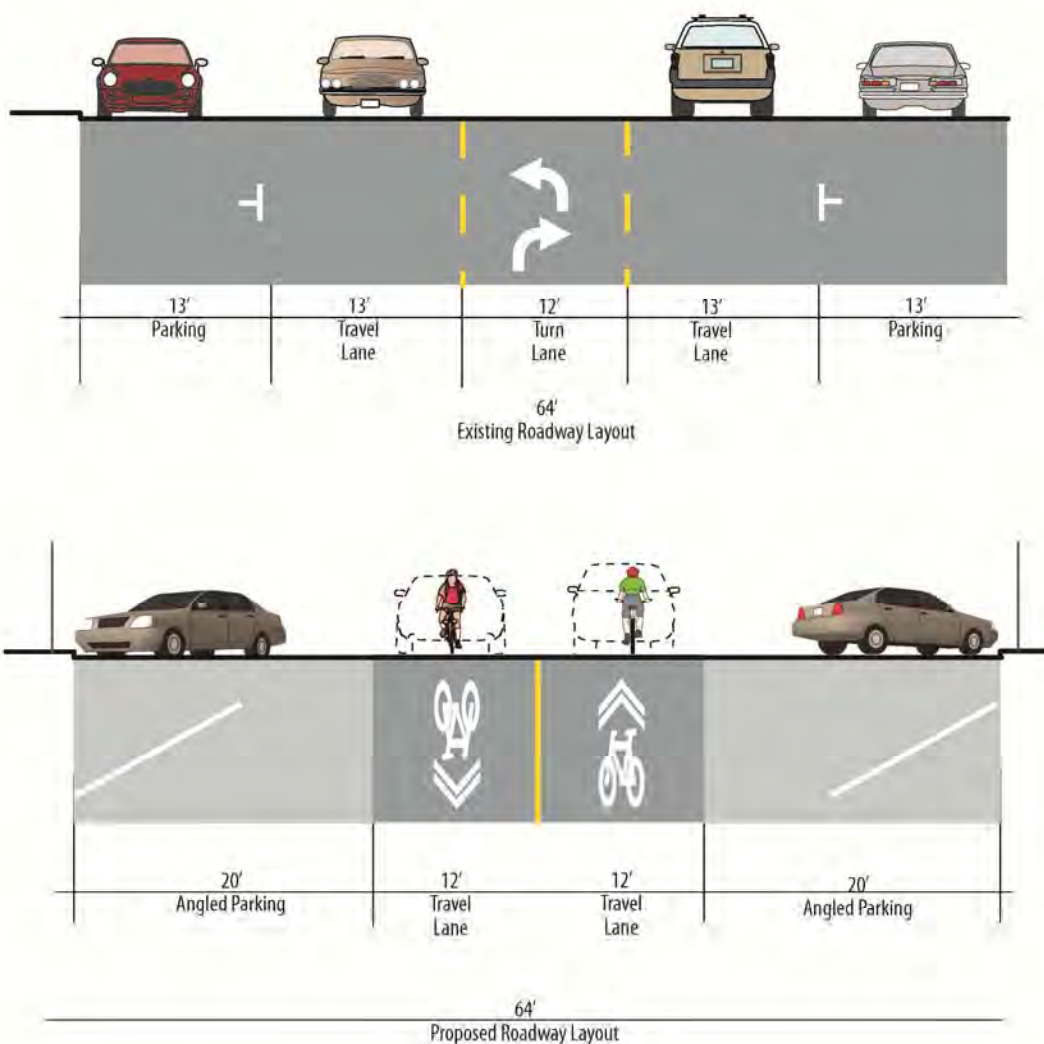 13' 13' 12' 13' 13'
Parking Travel Turn Travel Parking
Lane Lane Lane
64'
Existing Roadway Layout
20' 12' 12' 20'
Angled Parking Travel Travel Angled Parking
Lane Lane
64'
Proposed Roadway Layout